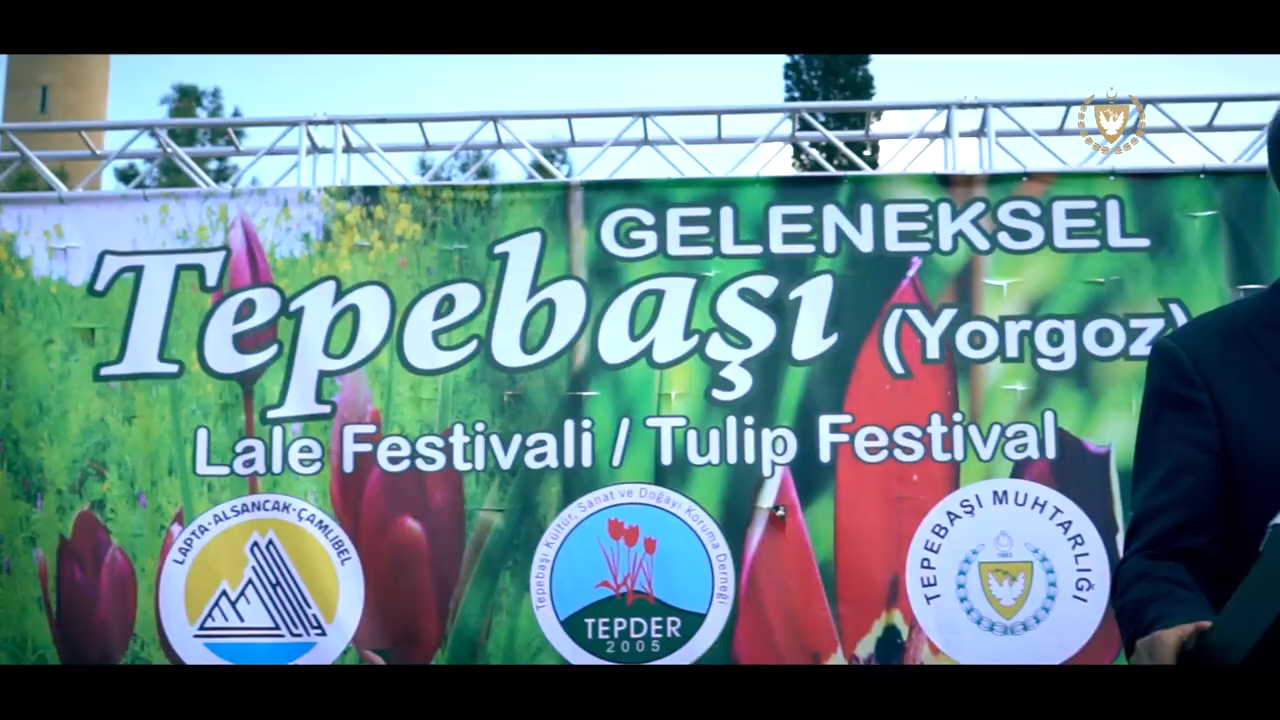 GELENEKSEL
Tepebaşı (Yorgoz)
Lale Festivali / Tulip Festival
LAPTA·ALSANCAK·ÇAMLIBEL
Tepebaşı Kültür, Sanat ve Doğayı Koruma Derneği
TEPDER
2005
TEPEBAŞI MUHTARLIĞI
1983